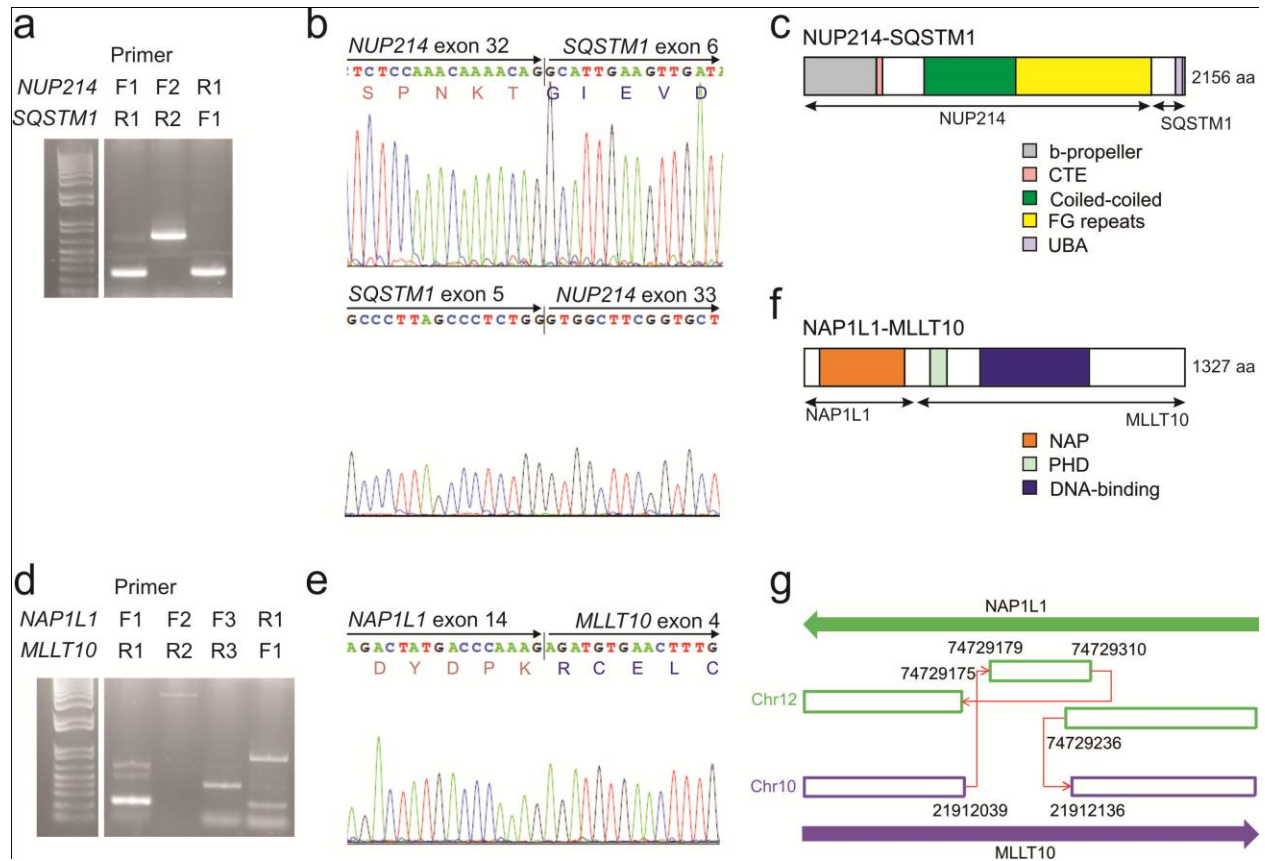 a
Primer
NUP214 F1 F2 R1
SQSTM1 R1 R2 F1
b
NUP214 exon 32 SQSTM1 exon 6
TCTCCAAACAAAACAGGCATTGAAGTTGAT
S P N K T G I E V D
SQSTM1 exon 5 NUP214 exon 33
GCCCTTAGCCCTCTGGGTGGCTTCGGTGCT
c
NUP214-SQSTM1
2156 aa
NUP214
SQSTM1
b-propeller
CTE
Coiled-coiled
FG repeats
UBA
f
NAP1L1-MLLT10
1327 aa
NAP1L1
MLLT10
NAP
PHD
DNA-binding
d
Primer
NAP1L1 F1 F2 F3 R1
MLLT10 R1 R2 R3 F1
e
NAP1L1 exon 14 MLLT10 exon 4
AGACTATGACCCAAAGAGATGTGAACTTTG
D Y D P K R C E L C
g
NAP1L1
74729179 74729310
74729175
Chr12
74729236
Chr10
21912039 21912136
MLLT10